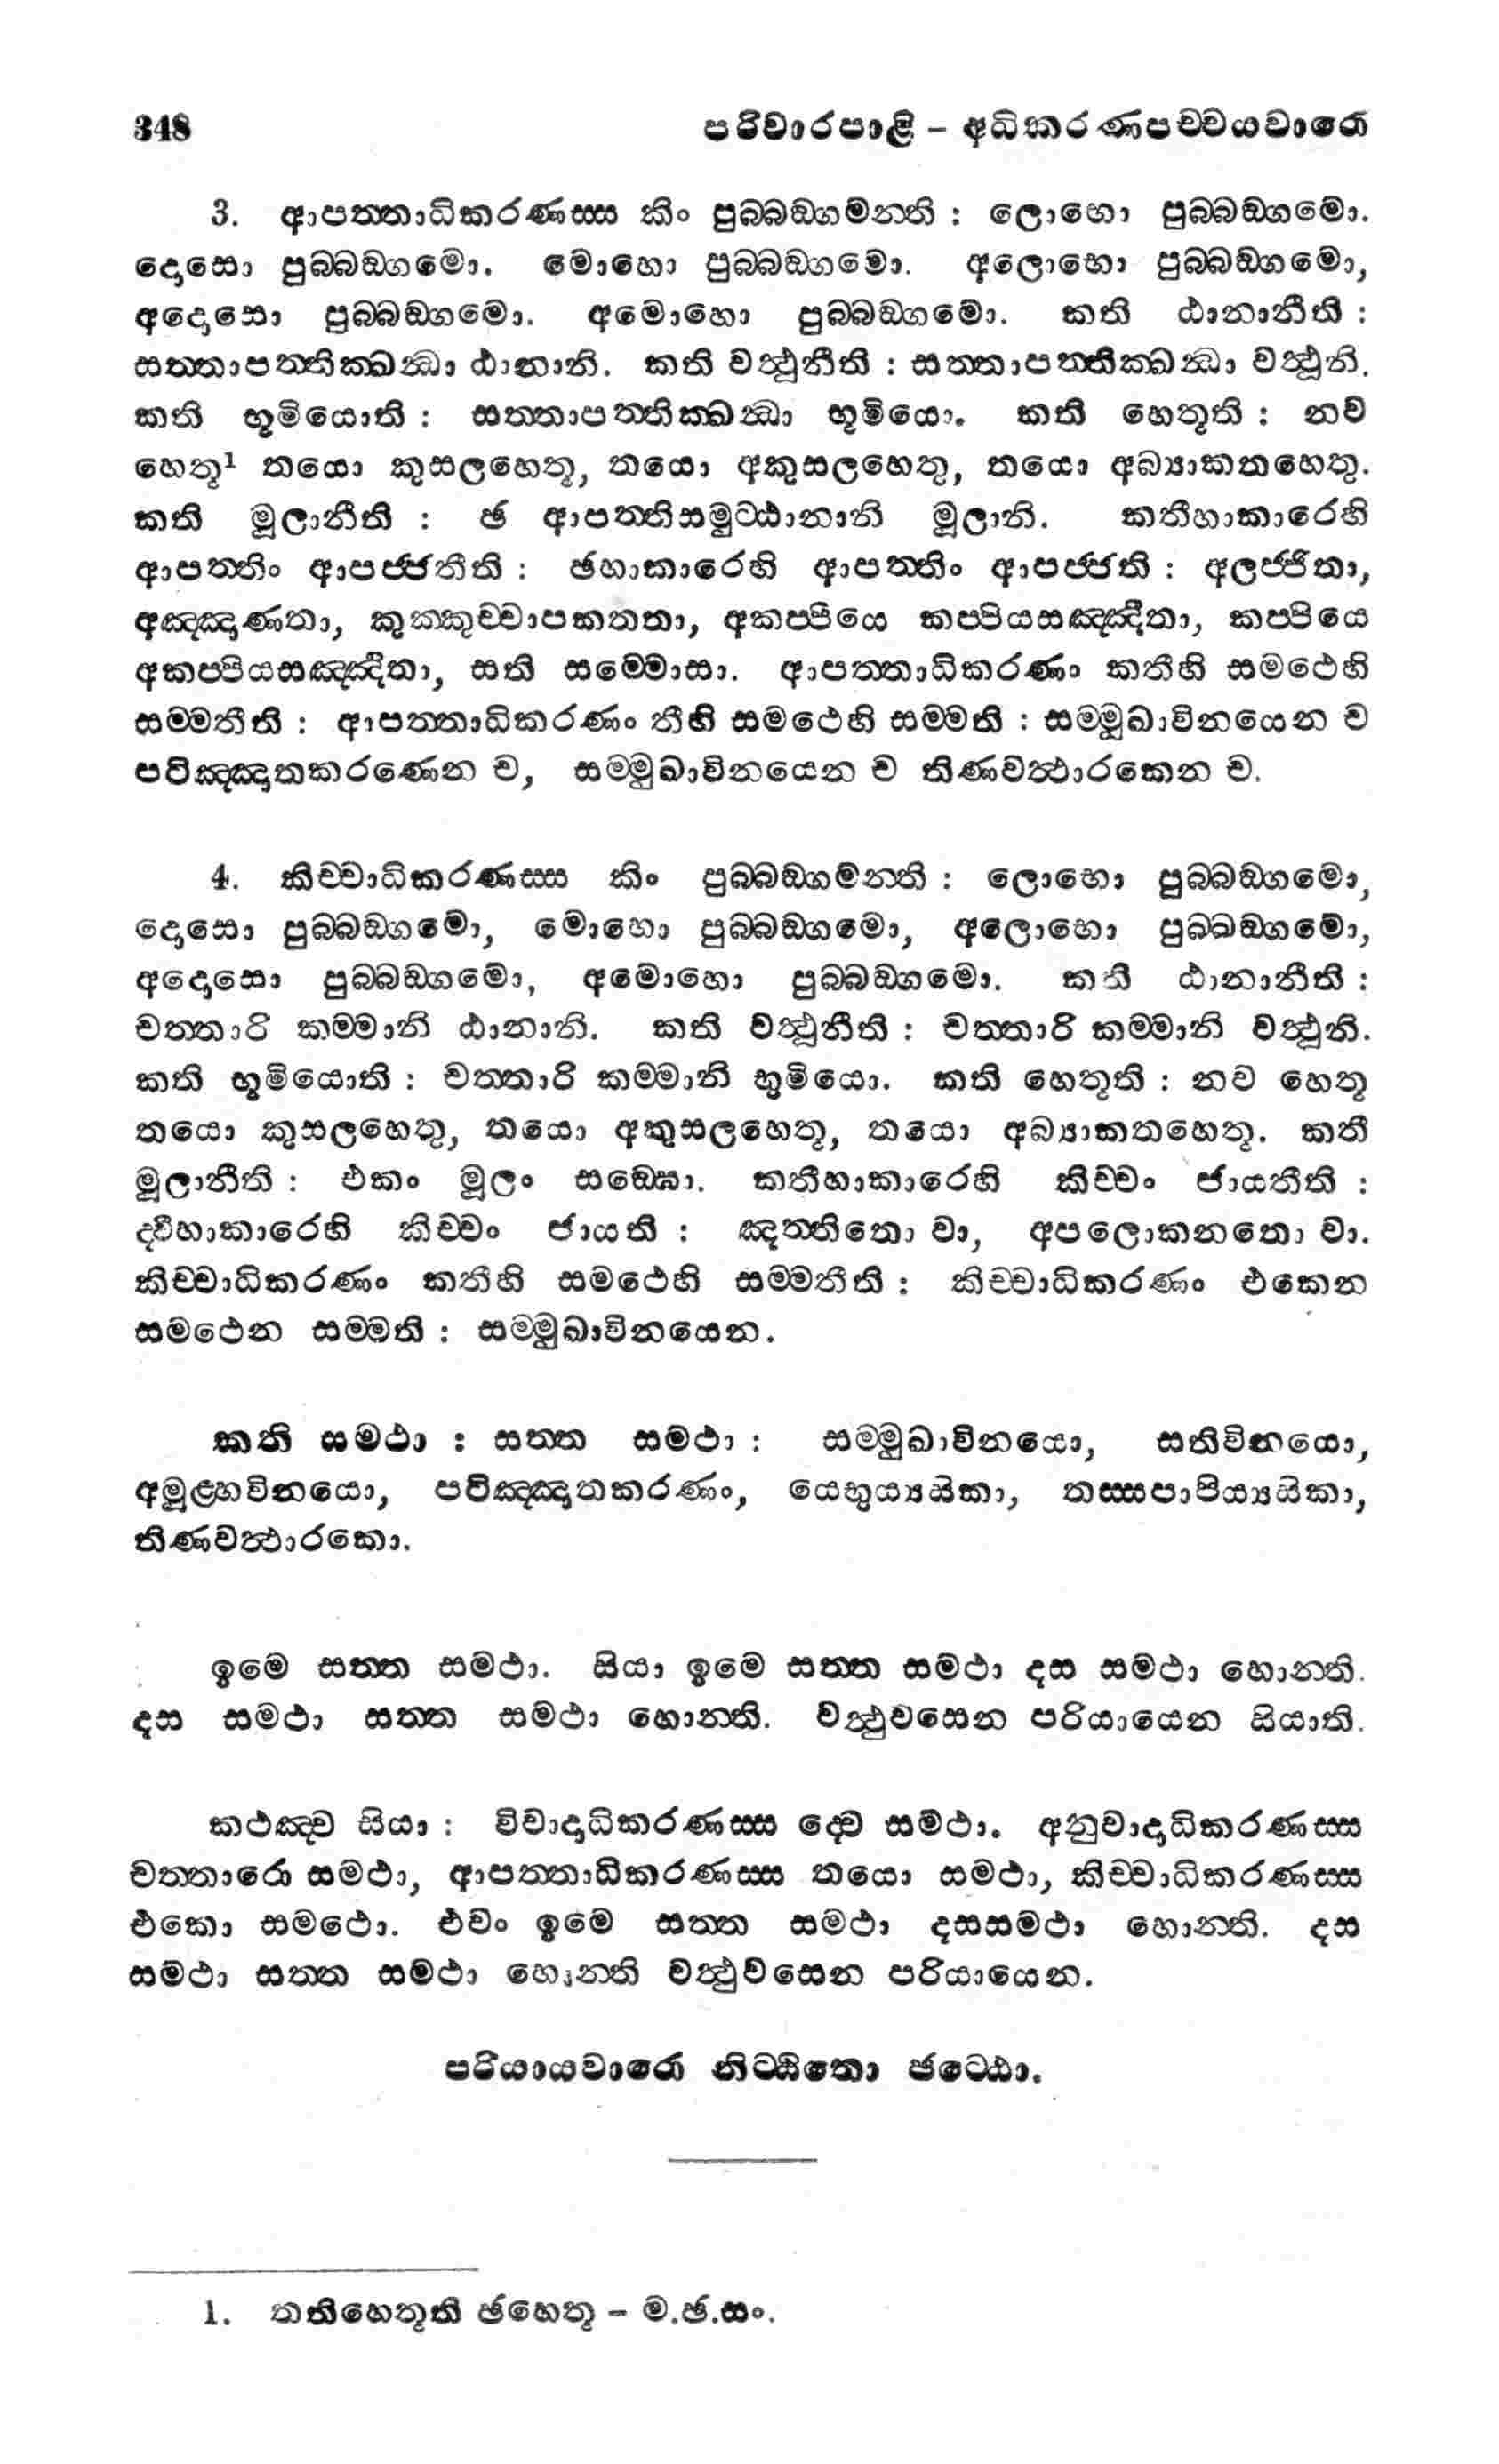 348 පරිවාරපාළි – අධිකරණපච්චයවාරො
3. ආපත්තාධිකරණස්ස කිං පුබ්බඞ්ගමන්ති : ලොභො පුබ්බඞ්ගමො.
දොසො පුබ්බඞ්ගමො. මොහො පුබ්බඞ්ගමො. අලොභො පුබ්බඞ්ගමො,
අදොසො පුබ්බඞ්ගමො. අමොහො පුබ්බඞ්ගමො. කති ඨානානීති :
සත්තාපත්තික්ඛන්ධා ඨානානි. කති වත්ථූනීති : සත්තාපත්තික්ඛන්ධා වත්ථූනි.
කති භූමියොති : සත්තාපත්තික්ඛන්ධා භූමියො. කති හෙතූති : නව
හෙතූ¹ තයො කුසලහෙතූ, තයො අකුසලහෙතු, තයො අබ්‍යාකතහෙතු.
කති මූලානීති : ඡ ආපත්තිසමුට්ඨානානි මූලානි. කතීහාකාරෙහි
ආපත්තිං ආපජ්ජතීති : ඡහාකාරෙහි ආපත්තිං ආපජ්ජති : අලජ්ජිතා,
අඤ්ඤාණතා, කුක්කුච්චාපකතතා, අකප්පියෙ කප්පියසඤ්ඤිතා, කප්පියෙ
අකප්පියසඤ්ඤිතා, සති සම්මොසා. ආපත්තාධිකරණං කතීහි සමථෙහි
සම්මතීති : ආපත්තාධිකරණං තීහි සමථෙහි සම්මති : සම්මුඛාවිනයෙන ච
පටිඤ්ඤාතකරණෙන ච, සම්මුඛාවිනයෙන ච තිණවත්ථාරකෙන ච.
4. කිච්චාධිකරණස්ස කිං පුබ්බඞ්ගමන්ති : ලොභො පුබ්බඞ්ගමො,
දොසො පුබ්බඞ්ගමො, මොහො පුබ්බඞ්ගමො, අලොභො පුබ්බඞ්ගමො,
අදොසො පුබ්බඞ්ගමො, අමොහො පුබ්බඞ්ගමො. කති ඨානානීති :
චත්තාරි කම්මානි ඨානානි. කති වත්ථූනීති : චත්තාරි කම්මානි වත්ථූනි.
කති භූමියොති : චත්තාරි කම්මානි භුමියො. කති හෙතූති : නව හෙතූ
තයො කුසලහෙතු, තයො අකුසලහෙතූ, තයො අබ්‍යාකතහෙතූ. කති
මූලානීති : එකං මූලං සඞ්ඝො. කතීහාකාරෙහි කිච්චං ජායතීති :
ද්වීහාකාරෙහි කිච්චං ජායති : ඤත්තිතො වා, අපලොකනතො වා.
කිච්චාධිකරණං කතීහි සමථෙහි සම්මතීති : කිච්චාධිකරණං එකෙන
සමථෙන සම්මති : සම්මුඛාවිනයෙන.
කති සමථා : සත්ත සමථා : සම්මුඛාවිනයො, සතිවිනයො,
අමූළ්හවිනයො, පටිඤ්ඤාතකරණං, යෙභුය්‍යසිකා, තස්සපාපිය්‍යසිකා,
තිණවත්ථාරකො.
ඉමෙ සත්ත සමථා. සියා ඉමෙ සත්ත සමථා දස සමථා හොන්ති.
දස සමථා සත්ත සමථා හොන්ති. වත්ථුවසෙන පරියායෙන සියාති.
කථඤ්ච සියා : විවාදාධිකරණස්ස ද්වෙ සමථා. අනුවාදාධිකරණස්ස
චත්තාරො සමථා, ආපත්තාධිකරණස්ස තයො සමථා, කිච්චාධිකරණස්ස
එකො සමථො. එවං ඉමෙ සත්ත සමථා දසසමථා හොන්ති. දස
සමථා සත්ත සමථා හොන්ති වත්ථුවසෙන පරියායෙන.
පරියායවාරො නිට්ඨිතො ඡට්ඨො.
1. තතිහෙතූති ඡහෙතූ – ම.ඡ.සං.